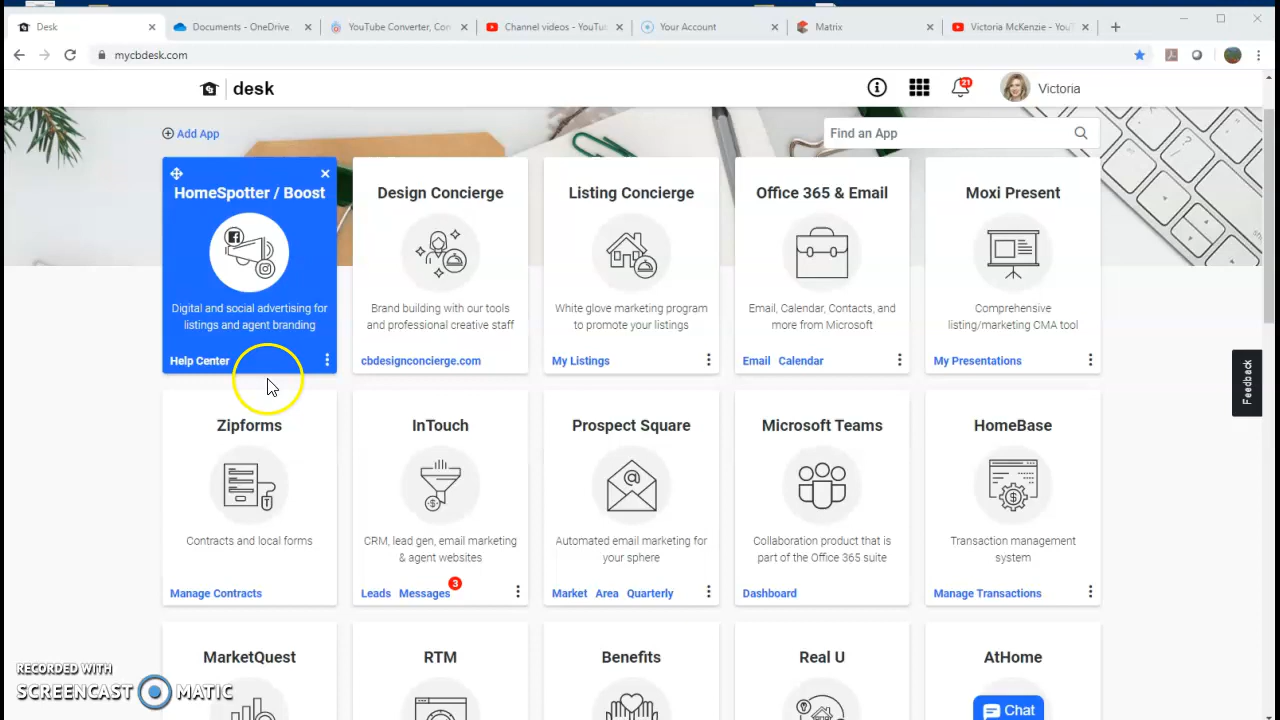 Desk
Documents - OneDrive
YouTube Converter, Con
Channel videos - YouTu
Your Account
Matrix
Victoria McKenzie - YouT
mycbdesk.com
desk
21
Victoria
Add App
Find an App
HomeSpotter / Boost
Digital and social advertising for
listings and agent branding
Help Center
Design Concierge
Brand building with our tools
and professional creative staff
cbdesignconcierge.com
Listing Concierge
White glove marketing program
to promote your listings
My Listings
Office 365 & Email
Email, Calendar, Contacts, and
more from Microsoft
Email Calendar
Moxi Present
Comprehensive
listing/marketing CMA tool
My Presentations
Feedback
Zipforms
Contracts and local forms
Manage Contracts
InTouch
CRM, lead gen, email marketing
& agent websites
Leads Messages 3
Prospect Square
Automated email marketing for
your sphere
Market Area Quarterly
Microsoft Teams
Collaboration product that is
part of the Office 365 suite
Dashboard
HomeBase
Transaction management
system
Manage Transactions
MarketQuest
RTM
Benefits
Real U
AtHome
Chat
RECORDED WITH
SCREENCAST MATIC